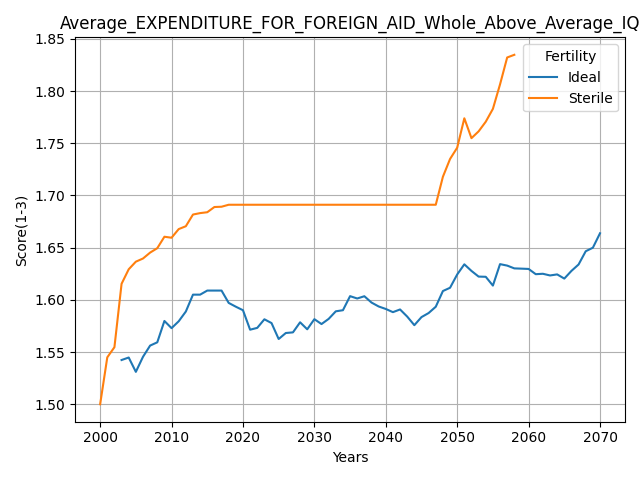 Average_EXPENDITURE_FOR_FOREIGN_AID_Whole_Above_Average_IQ
1.85
1.80
1.75
1.70
1.65
1.60
1.55
1.50
Score(1-3)
Fertility
Ideal
Sterile
2000 2010 2020 2030 2040 2050 2060 2070
Years